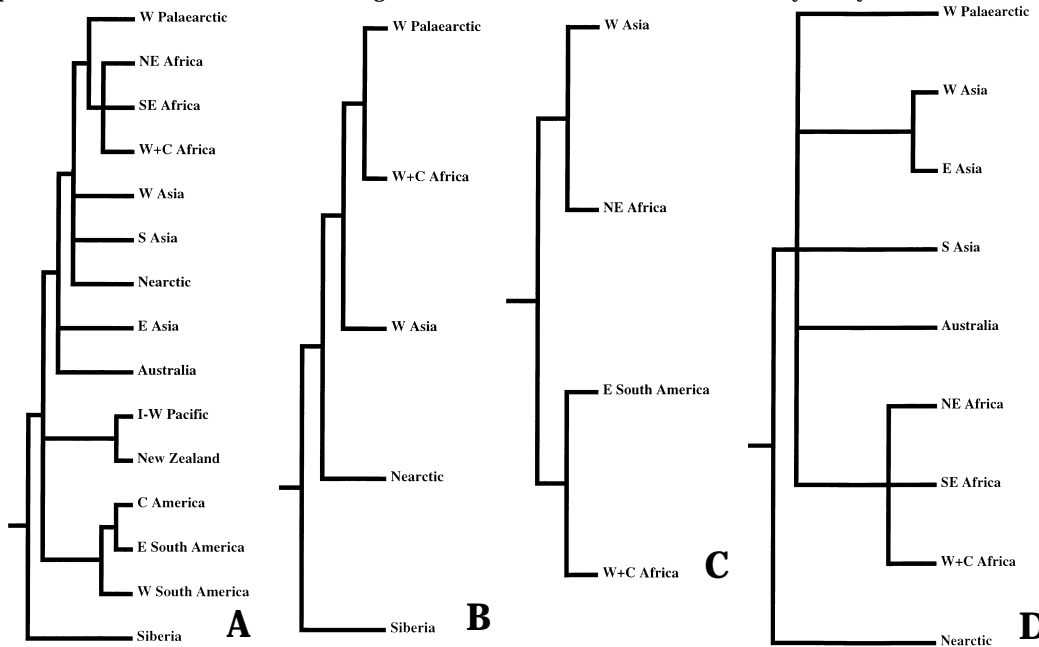 W Palaearctic
NE Africa
SE Africa
W+C Africa
W Asia
S Asia
Nearctic
E Asia
Australia
I-W Pacific
New Zealand
C America
E South America
W South America
Siberia
A
W Palaearctic
W+C Africa
W Asia
Nearctic
Siberia
B
W Asia
NE Africa
E South America
W+C Africa
C
W Palaearctic
W Asia
E Asia
S Asia
Australia
NE Africa
SE Africa
W+C Africa
Nearctic
D